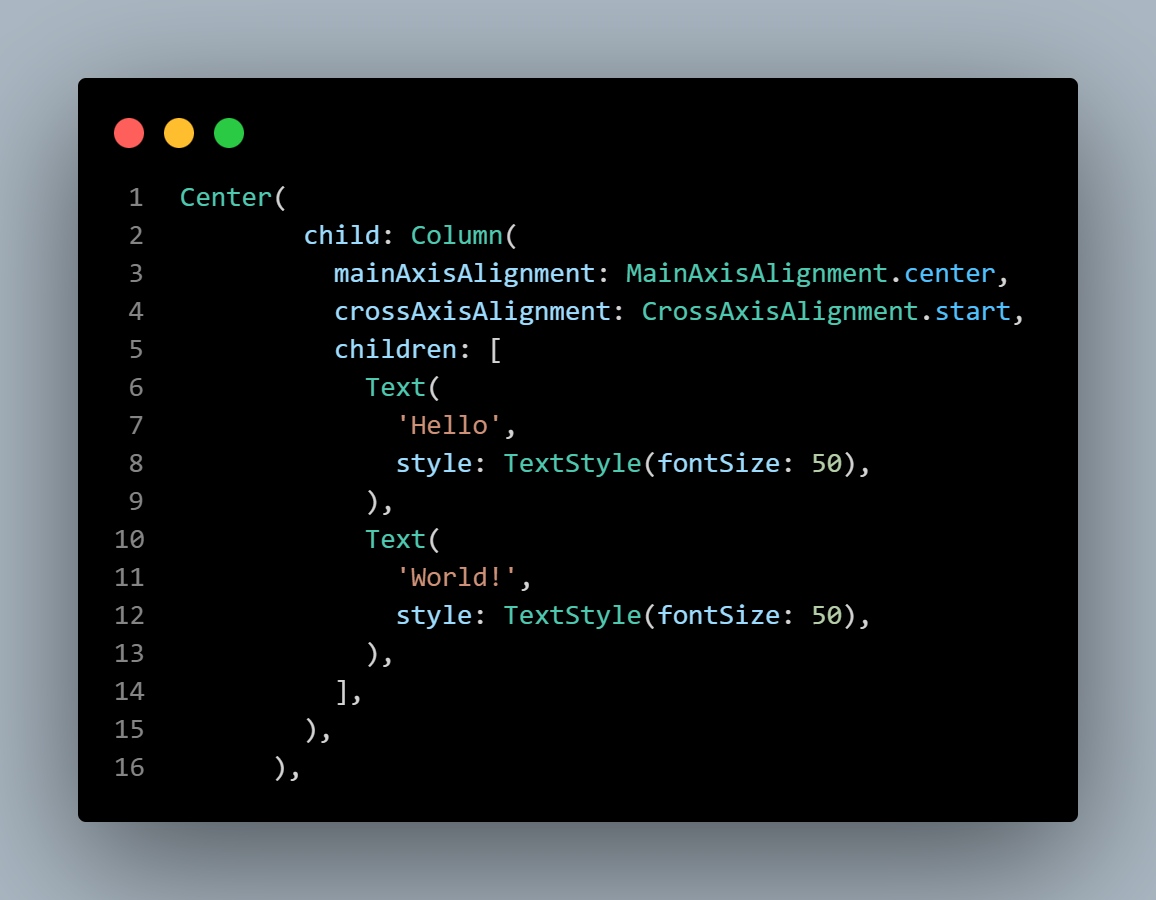 1 Center(
2         child: Column(
3           mainAxisAlignment: MainAxisAlignment.center,
4           crossAxisAlignment: CrossAxisAlignment.start,
5           children: [
6             Text(
7               'Hello',
8               style: TextStyle(fontSize: 50),
9             ),
10             Text(
11               'World!',
12               style: TextStyle(fontSize: 50),
13             ),
14           ],
15         ),
16       ),